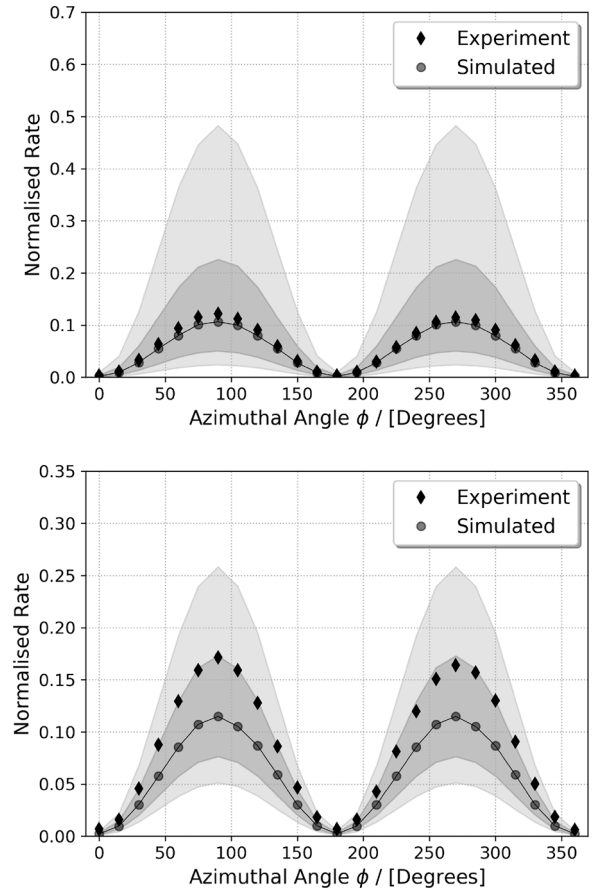 0.7
0.6
0.5
0.4
0.3
0.2
0.1
0.0
Normalised Rate
Experiment
Simulated
0 50 100 150 200 250 300 350
Azimuthal Angle ϕ / [Degrees]
0.35
0.30
0.25
0.20
0.15
0.10
0.05
0.00
Normalised Rate
Experiment
Simulated
0 50 100 150 200 250 300 350
Azimuthal Angle ϕ / [Degrees]